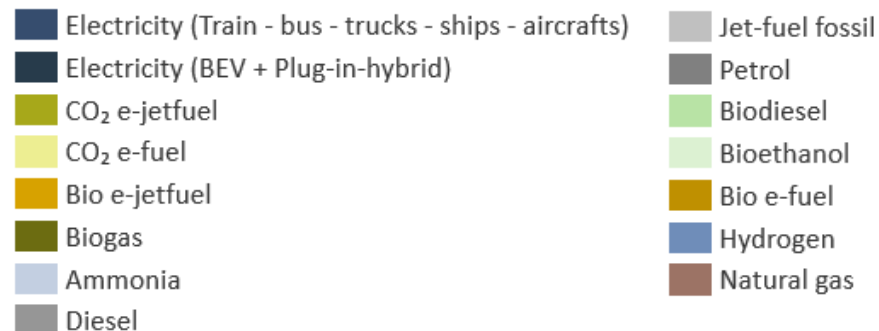 Electricity (Train - bus - trucks - ships - aircrafts)
Electricity (BEV + Plug-in-hybrid)
CO₂ e-jetfuel
CO₂ e-fuel
Bio e-jetfuel
Biogas
Ammonia
Diesel
Jet-fuel fossil
Petrol
Biodiesel
Bioethanol
Bio e-fuel
Hydrogen
Natural gas